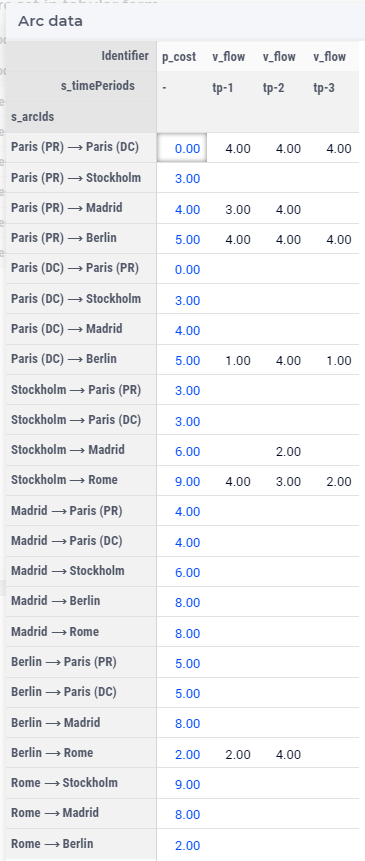 Arc data
Identifier p_cost v_flow v_flow v_flow
s_timePeriods - tp-1 tp-2 tp-3
s_arcIds
Paris (PR) → Paris (DC) 0.00 4.00 4.00 4.00
Paris (PR) → Stockholm 3.00
Paris (PR) → Madrid 4.00 3.00 4.00
Paris (PR) → Berlin 5.00 4.00 4.00 4.00
Paris (DC) → Paris (PR) 0.00
Paris (DC) → Stockholm 3.00
Paris (DC) → Madrid 4.00
Paris (DC) → Berlin 5.00 1.00 4.00 1.00
Stockholm → Paris (PR) 3.00
Stockholm → Paris (DC) 3.00
Stockholm → Madrid 6.00 2.00
Stockholm → Rome 9.00 4.00 3.00 2.00
Madrid → Paris (PR) 4.00
Madrid → Paris (DC) 4.00
Madrid → Stockholm 6.00
Madrid → Berlin 8.00
Madrid → Rome 8.00
Berlin → Paris (PR) 5.00
Berlin → Paris (DC) 5.00
Berlin → Madrid 8.00
Berlin → Rome 2.00 2.00 4.00
Rome → Stockholm 9.00
Rome → Madrid 8.00
Rome → Berlin 2.00